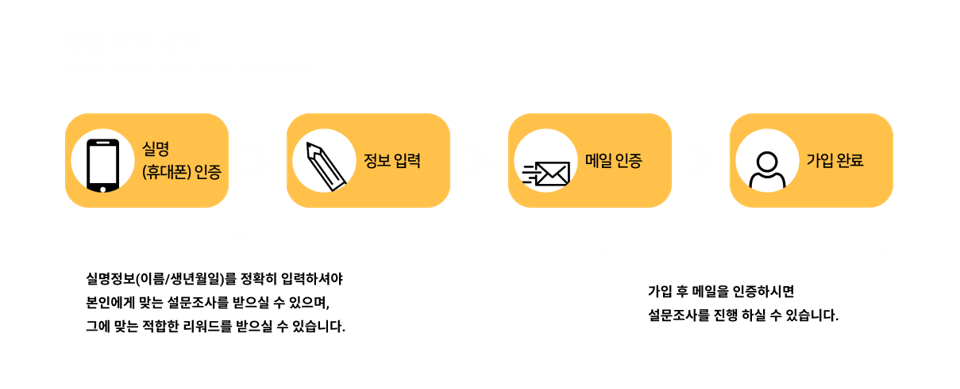 실명
(휴대폰) 인증
정보 입력
메일 인증
가입 완료
실명정보(이름/생년월일)를 정확히 입력하셔야
본인에게 맞는 설문조사를 받으실 수 있으며,
그에 맞는 적합한 리워드를 받으실 수 있습니다.
가입 후 메일을 인증하시면
설문조사를 진행 하실 수 있습니다.